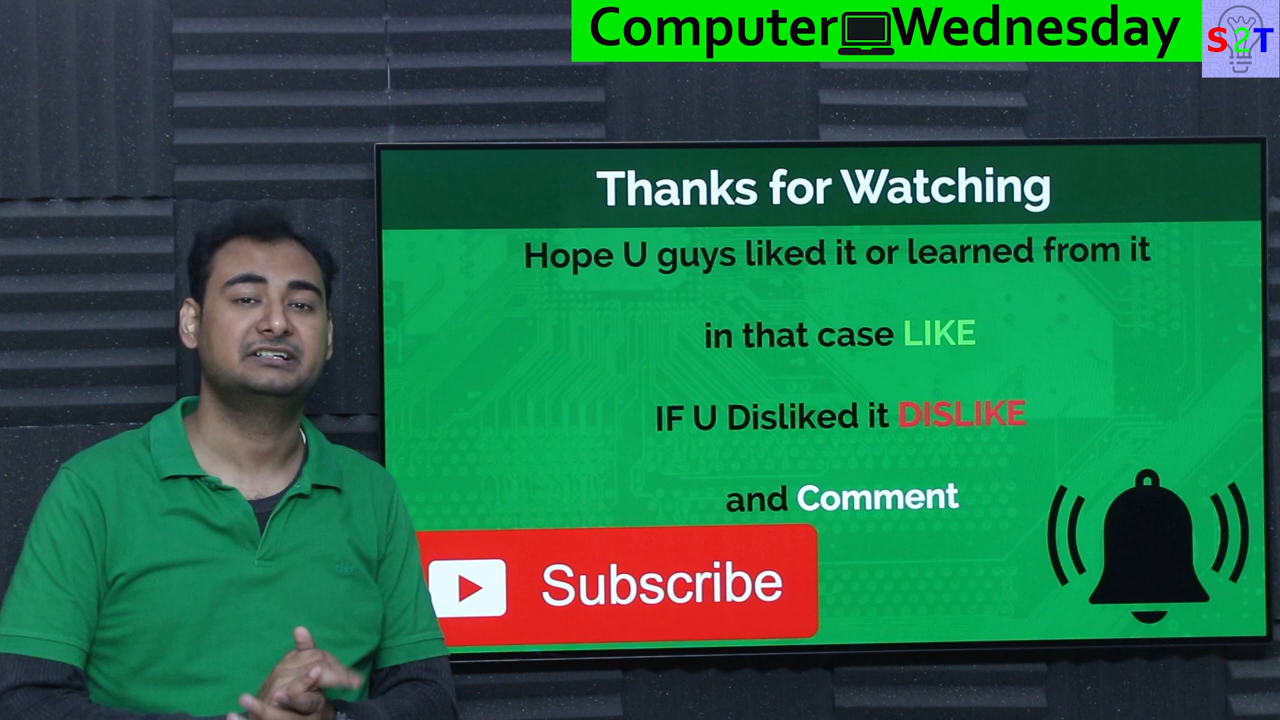 Computer Wednesday
S2T
Thanks for Watching
Hope U guys liked it or learned from it
in that case LIKE
IF U Disliked it DISLIKE
and Comment
Subscribe